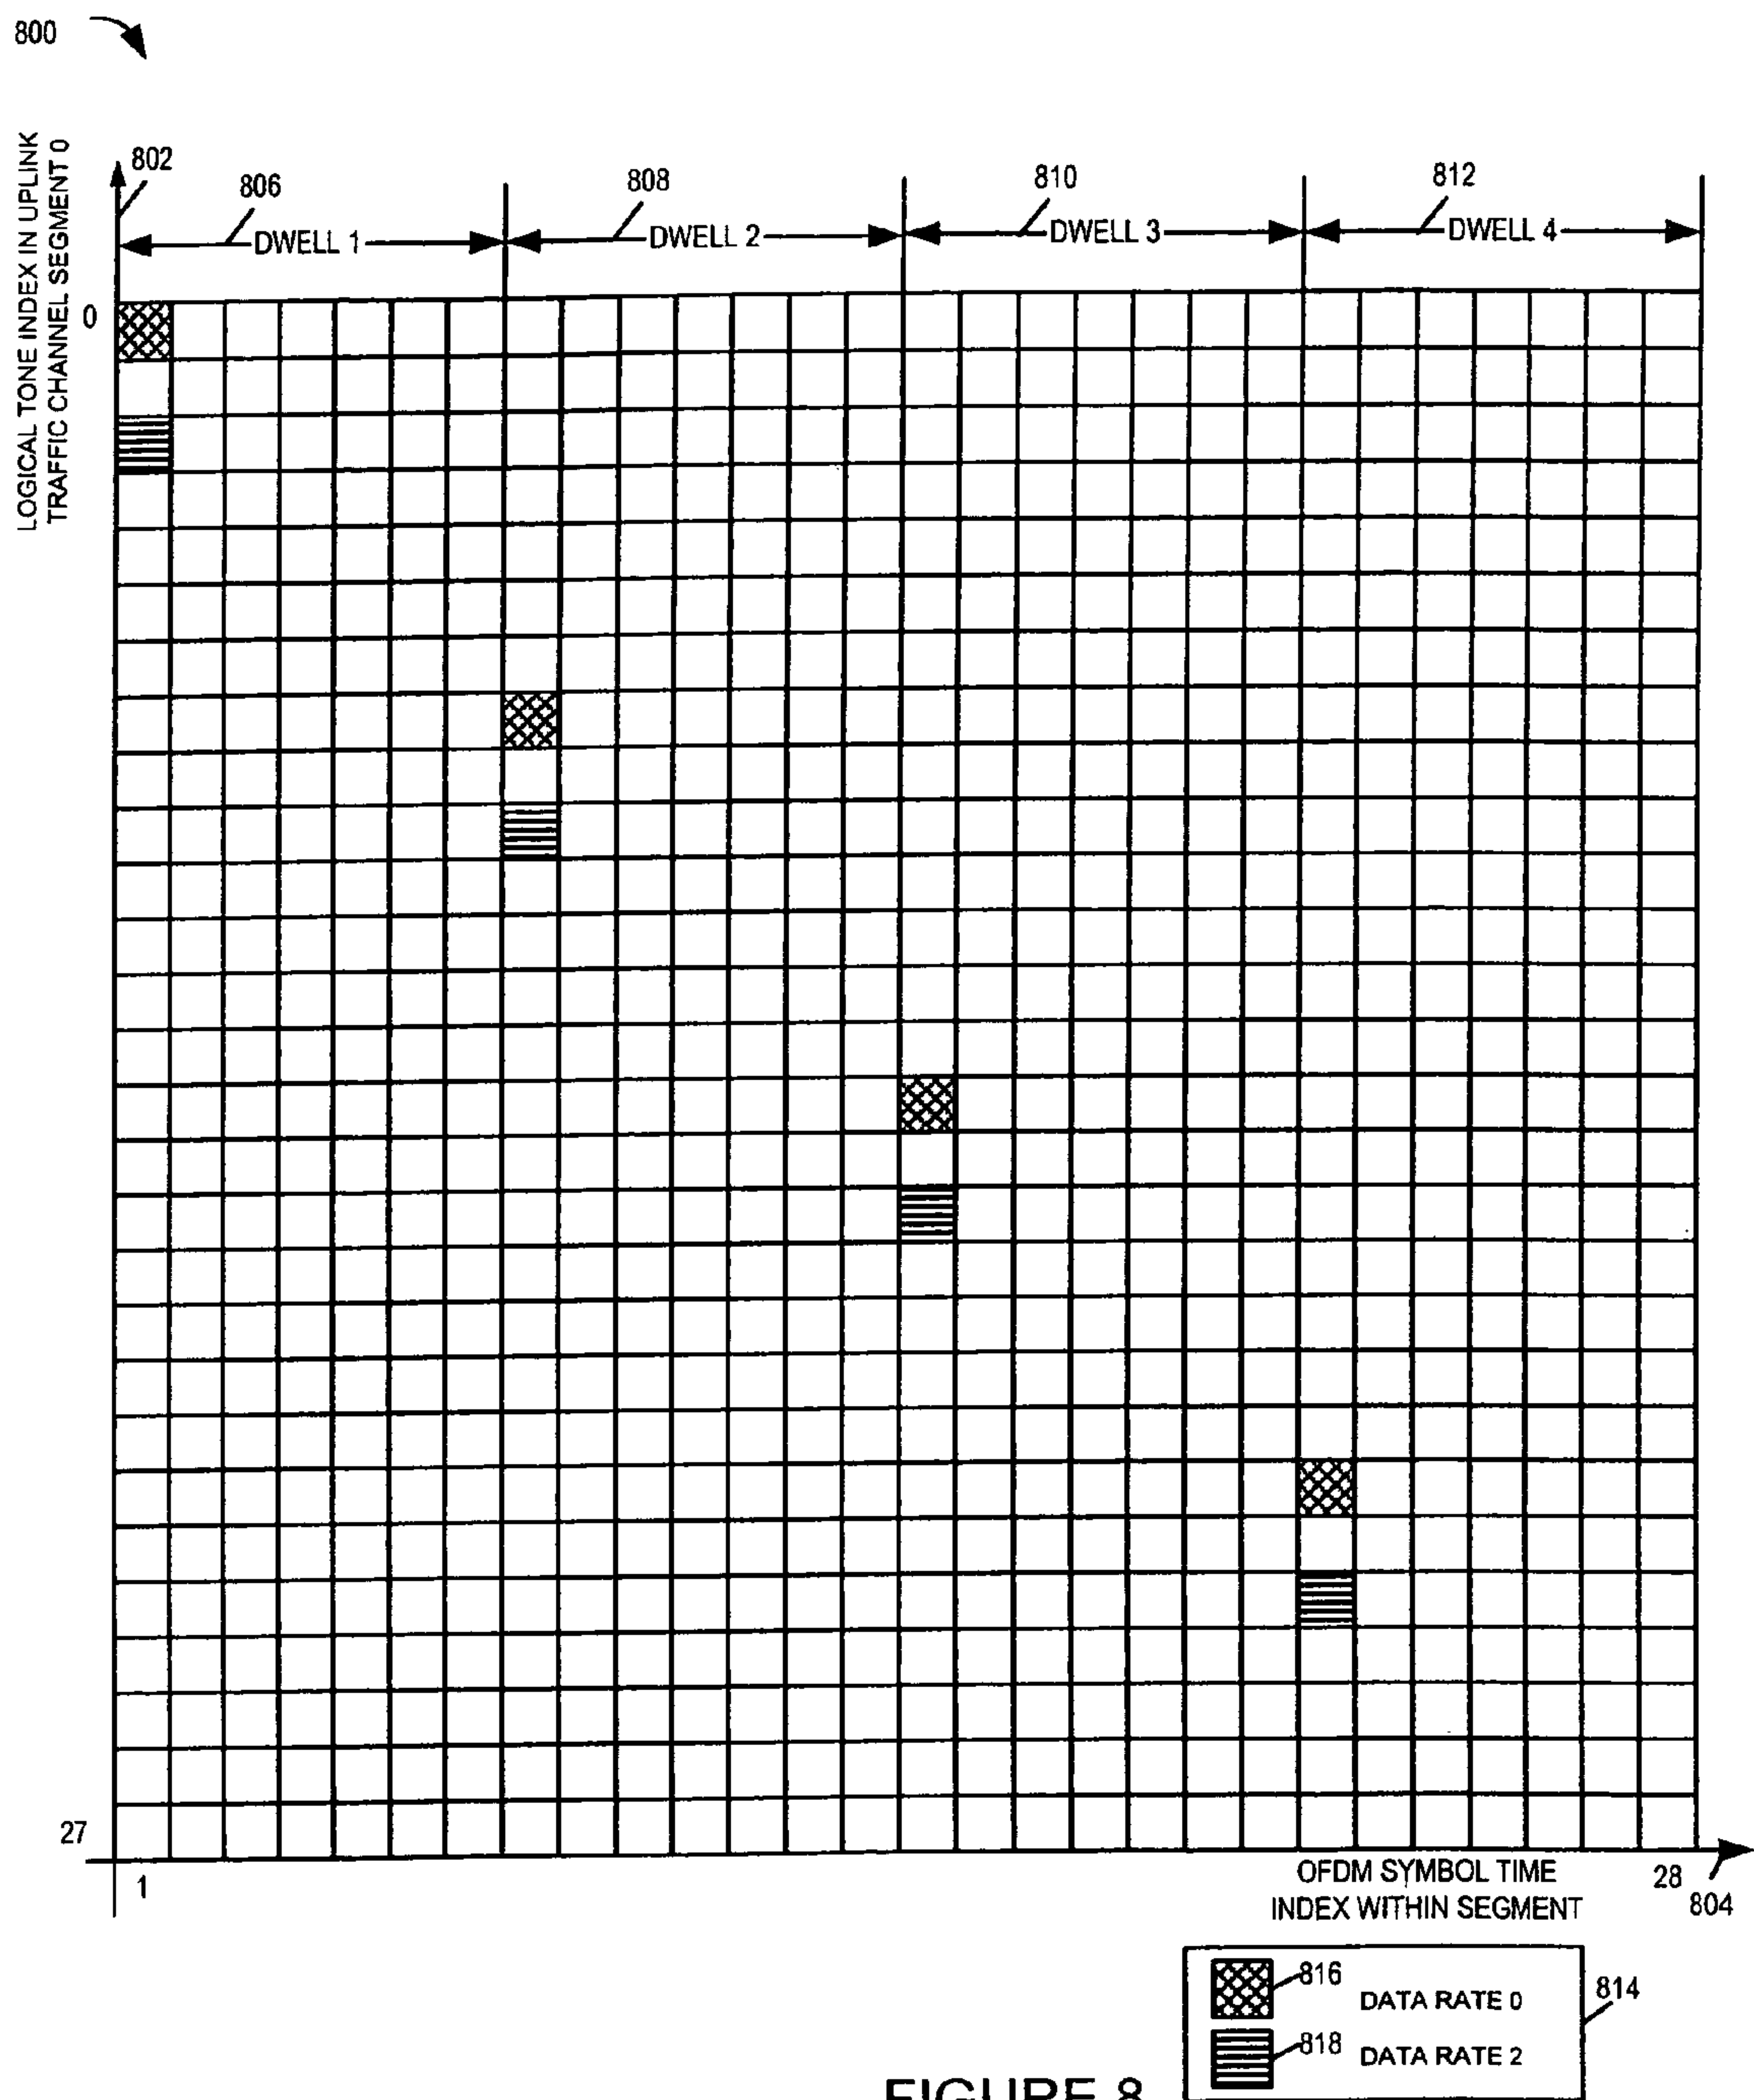 800
LOGICAL TONE INDEX IN UPLINK
TRAFFIC CHANNEL SEGMENT 0
802
806
808
810
812
DWELL 1
DWELL 2
DWELL 3
DWELL 4
0
27
1
OFDM SYMBOL TIME
INDEX WITHIN SEGMENT
28
804
816
DATA RATE 0
814
818
DATA RATE 2
FIGURE 8